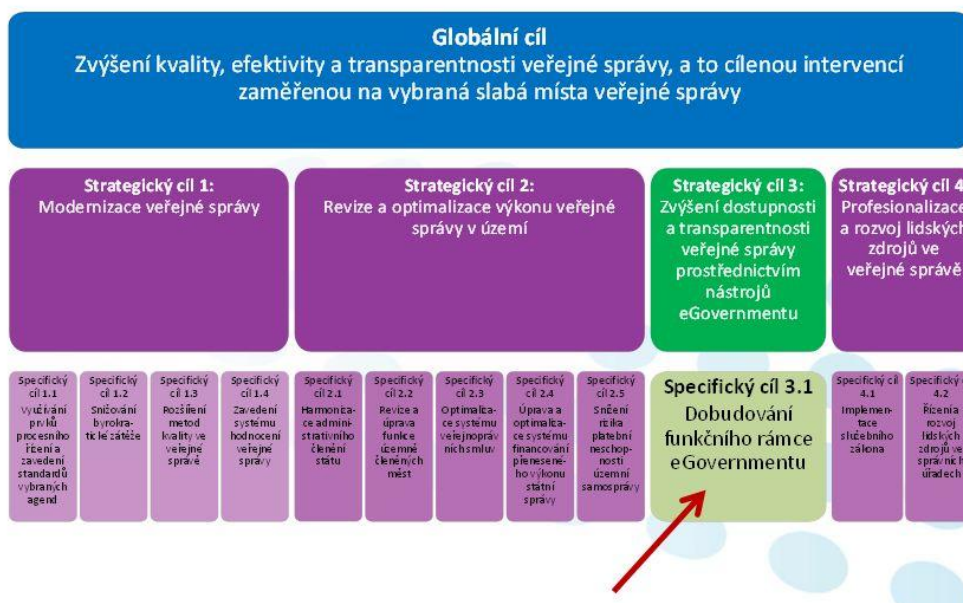 Globální cíl
Zvýšení kvality, efektivity a transparentnosti veřejné správy, a to cílenou intervencí
zaměřenou na vybraná slabá místa veřejné správy
Strategický cíl 1:
Modernizace veřejné správy
Strategický cíl 2:
Revize a optimalizace výkonu veřejné
správy v území
Strategický cíl 3:
Zvýšení dostupnosti
a transparentnosti
veřejné správy
prostřednictvím
nástrojů
eGovernmentu
Strategický cíl 4
Profesionalizace
a rozvoj lidských
zdrojů ve
veřejné správě
Specifický
cíl 1.1
Využívání
prvků
procesního
řízení a
zavedení
standardů
vybraných
agend
Specifický
cíl 1.2
Snižování
byrokra-
tické zátěže
Specifický
cíl 1.3
Rozšíření
metod
kvality ve
veřejné
správě
Specifický
cíl 1.4
Zavedení
systému
hodnocení
veřejné
správy
Specifický
cíl 2.1
Harmoniza-
ce admini-
strativního
členění
státu
Specifický
cíl 2.2
Revize a
úprava
funkce
územně
členěných
měst
Specifický
cíl 2.3
Optimaliza-
ce systému
veřejnopráv
ních smluv
Specifický
cíl 2.4
Úprava a
optimaliza-
ce systému
financování
přenesené-
ho výkonu
státní
správy
Specifický
cíl 2.5
Snížení
rizika
platební
neschop-
nosti
územní
samosprávy
Specifický cíl 3.1
Dobudování
funkčního rámce
eGovernmentu
Specifický cíl
4.1
Implemen-
tace
služebního
zákona
Specifický c
4.2
Řízení a
rozvoj
lidských
zdrojů ve
správních
úřadech